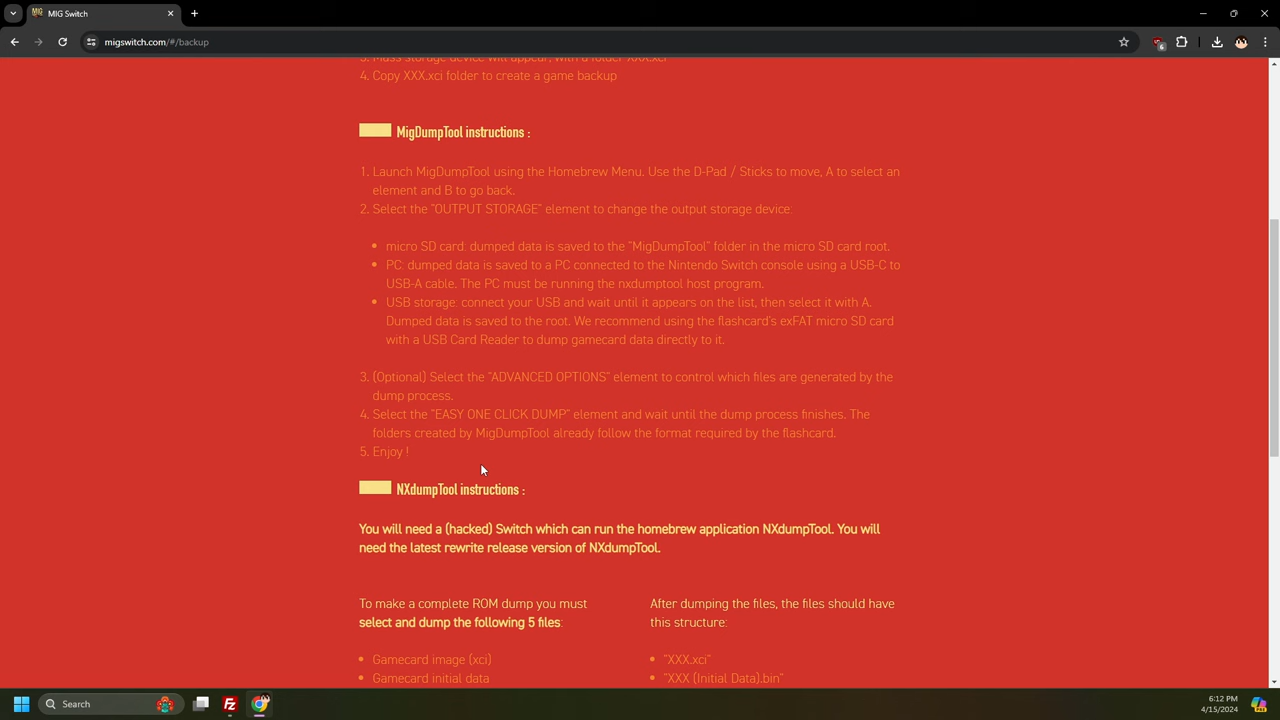 MIG Switch
migswitch.com/#/backup
6
3. Mass storage device will appear, with a folder XXX.xci
4. Copy XXX.xci folder to create a game backup
MigDumpTool instructions :
1. Launch MigDumpTool using the Homebrew Menu. Use the D-Pad / Sticks to move, A to select an
element and B to go back.
2. Select the "OUTPUT STORAGE" element to change the output storage device:
micro SD card: dumped data is saved to the "MigDumpTool" folder in the micro SD card root.
PC: dumped data is saved to a PC connected to the Nintendo Switch console using a USB-C to
USB-A cable. The PC must be running the nxdumptool host program.
USB storage: connect your USB and wait until it appears on the list, then select it with A.
Dumped data is saved to the root. We recommend using the flashcard's exFAT micro SD card
with a USB Card Reader to dump gamecard data directly to it.
3. (Optional) Select the "ADVANCED OPTIONS" element to control which files are generated by the
dump process.
4. Select the "EASY ONE CLICK DUMP" element and wait until the dump process finishes. The
folders created by MigDumpTool already follow the format required by the flashcard.
5. Enjoy !
NXdumpTool instructions :
You will need a (hacked) Switch which can run the homebrew application NXdumpTool. You will
need the latest rewrite release version of NXdumpTool.
To make a complete ROM dump you must
select and dump the following 5 files:
Gamecard image (xci)
Gamecard initial data
After dumping the files, the files should have
this structure:
"XXX.xci"
"XXX (Initial Data).bin"
Search
6:12 PM
4/15/2024